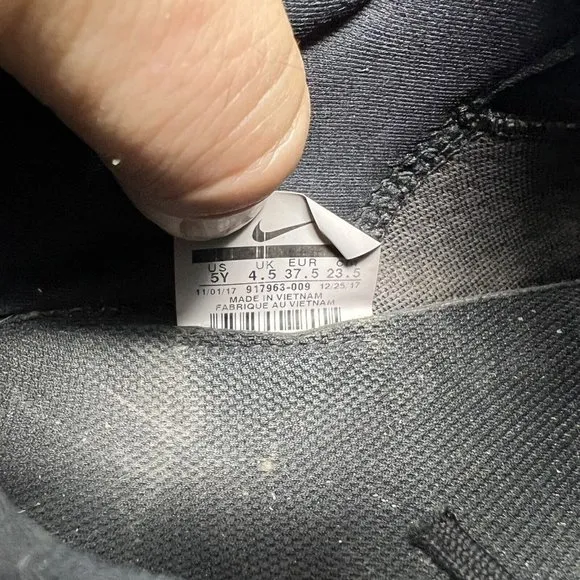 US UK EUR
5Y 4.5 37.5 23.5
11/01/17 917963-009 12/25/17
MADE IN VIETNAM
FABRIQUE AU VIETNAM